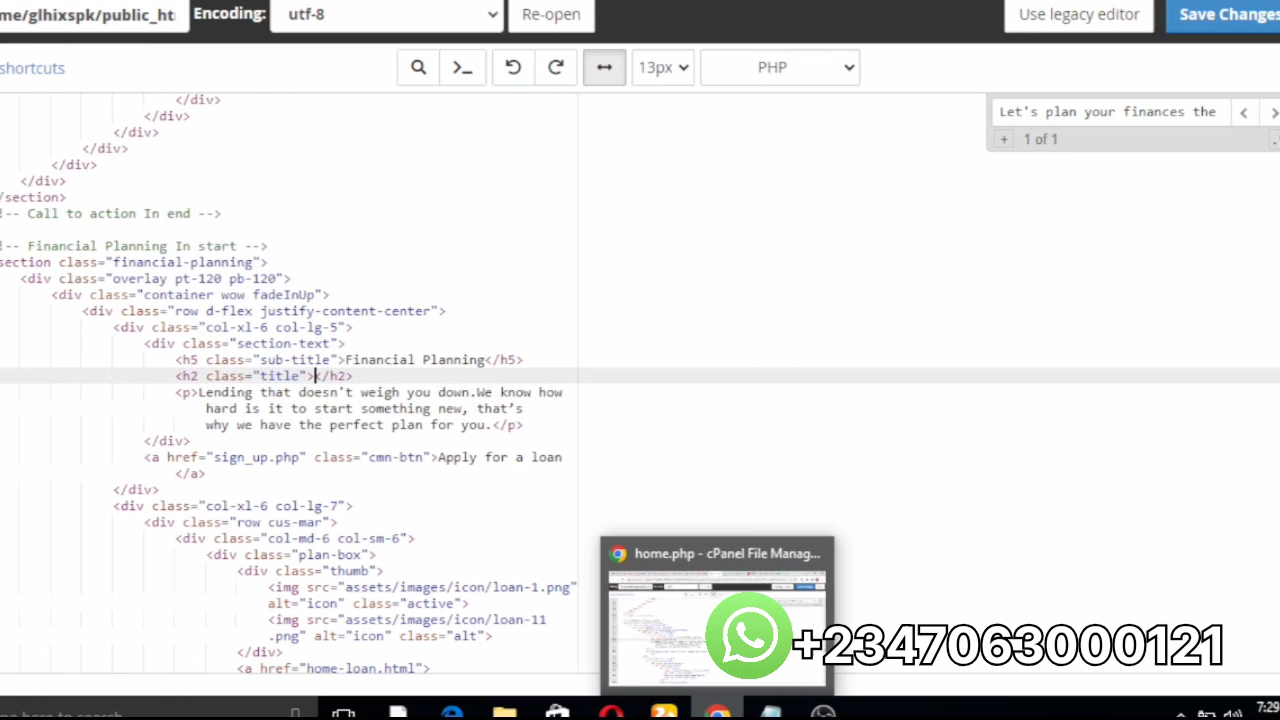 me/glhixspk/public_ht
Encoding:
utf-8
Re-open
Use legacy editor
Save Changes
shortcuts
13px
PHP
Let's plan your finances the
+ 1 of 1
</div>
</div>
</div>
</div>
</div>
</div>
/section>
!-- Call to action In end -->
!-- Financial Planning In start -->
section class="financial-planning">
<div class="overlay pt-120 pb-120">
<div class="container wow fadeInUp">
<div class="row d-flex justify-content-center">
<div class="col-xl-6 col-lg-5">
<div class="section-text">
<h5 class="sub-title">Financial Planning</h5>
<h2 class="title"></h2>
<p>Lending that doesn't weigh you down.We know how
hard is it to start something new, that’s
why we have the perfect plan for you.</p>
</div>
<a href="sign_up.php" class="cmn-btn">Apply for a loan
</a>
</div>
<div class="col-xl-6 col-lg-7">
<div class="row cus-mar">
<div class="col-md-6 col-sm-6">
<div class="plan-box">
<div class="thumb">
<img src="assets/images/icon/loan-1.png"
alt="icon" class="active">
<img src="assets/images/icon/loan-11
.png" alt="icon" class="alt">
</div>
<a href="home-loan.html">
home.php - cPanel File Manag...
+2347063000121
7:29